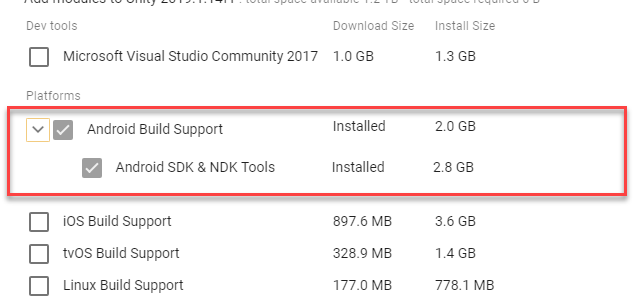 Add modules to Unity 2019.1.14f1 : total space available 1.2 TB - total space required 0 B
Dev tools Download Size Install Size
Microsoft Visual Studio Community 2017 1.0 GB 1.3 GB
Platforms
Android Build Support Installed 2.0 GB
Android SDK & NDK Tools Installed 2.8 GB
iOS Build Support 897.6 MB 3.6 GB
tvOS Build Support 328.9 MB 1.4 GB
Linux Build Support 177.0 MB 778.1 MB